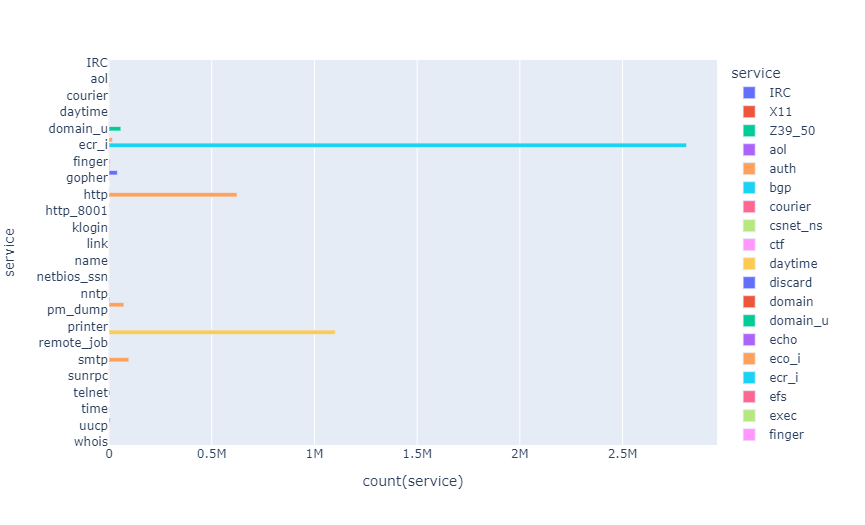 IRC
aol
courier
daytime
domain_u
ecr_i
finger
gopher
http
http_8001
klogin
link
name
netbios_ssn
nntp
pm_dump
printer
remote_job
smtp
sunrpc
telnet
time
uucp
whois
service
0
0.5M
1M
1.5M
2M
2.5M
count(service)
service
IRC
X11
Z39_50
aol
auth
bgp
courier
csnet_ns
ctf
daytime
discard
domain
domain_u
echo
eco_i
ecr_i
efs
exec
finger